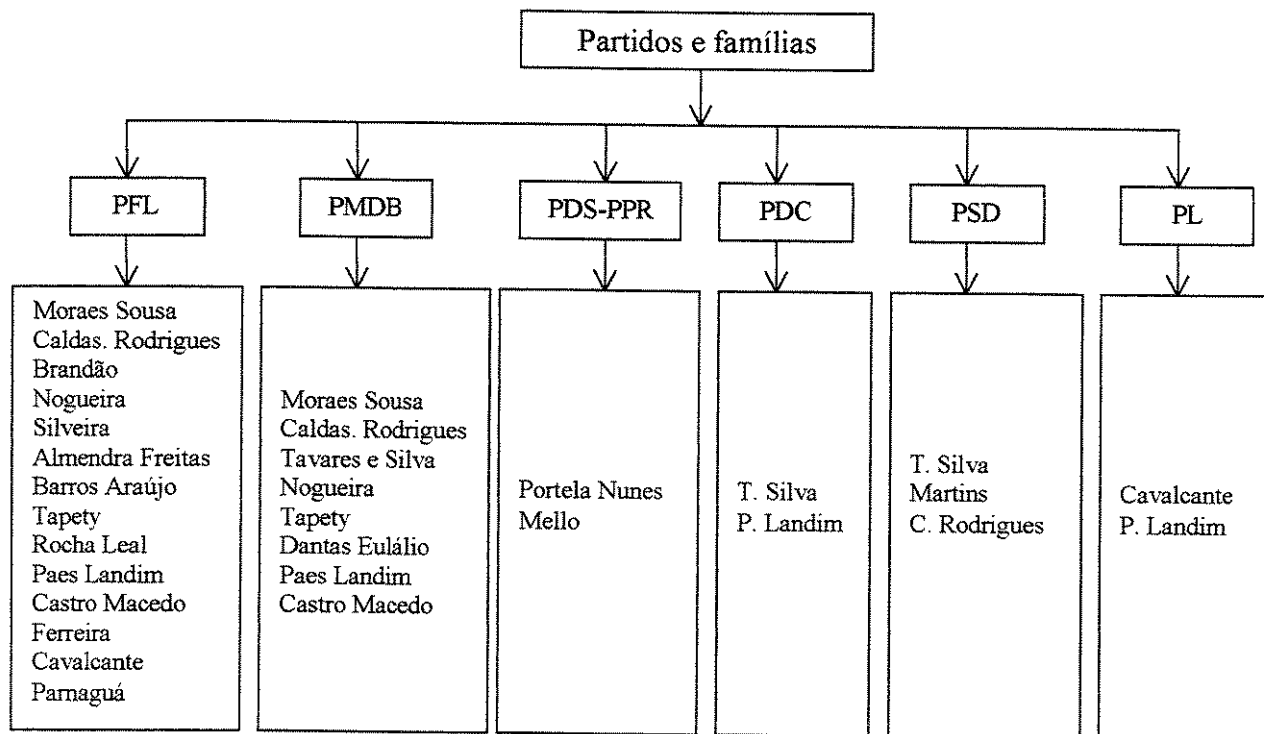 Partidos e famílias
PFL
PMDB
PDS-PPR
PDC
PSD
PL
Moraes Sousa
Caldas. Rodrigues
Brandão
Nogueira
Silveira
Almendra Freitas
Barros Araújo
Tapety
Rocha Leal
Paes Landim
Castro Macedo
Ferreira
Cavalcante
Parnaguá
Moraes Sousa
Caldas. Rodrigues
Tavares e Silva
Nogueira
Tapety
Dantas Eulálio
Paes Landim
Castro Macedo
Portela Nunes
Mello
T. Silva
P. Landim
T. Silva
Martins
C. Rodrigues
Cavalcante
P. Landim